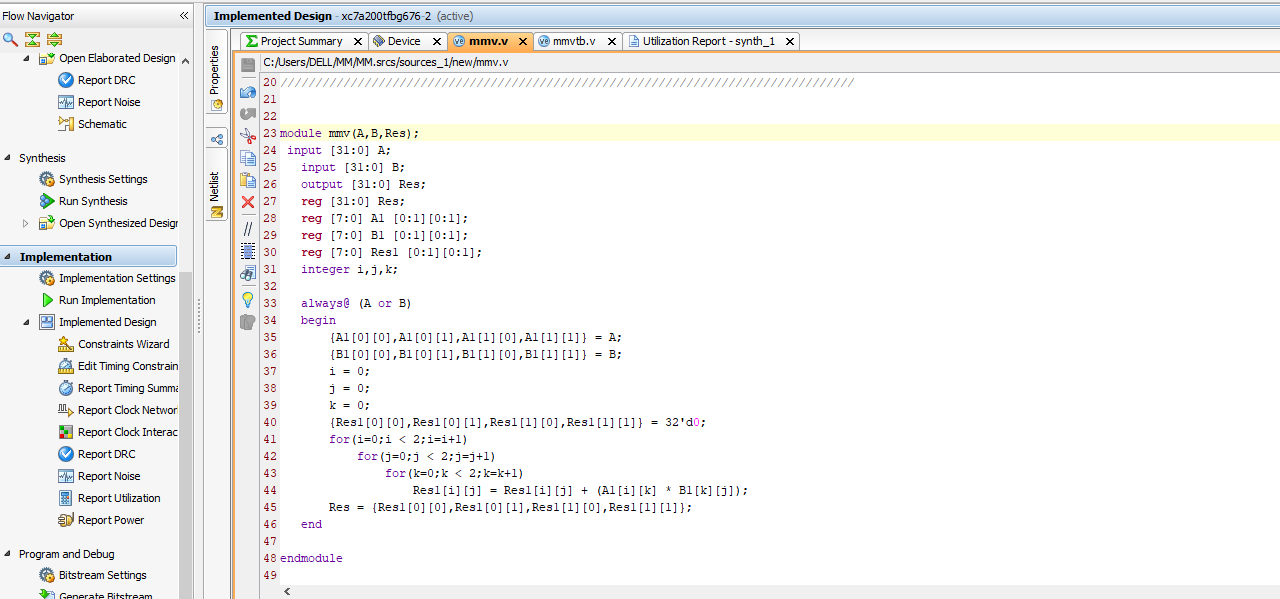 Flow Navigator
Open Elaborated Design
Report DRC
Report Noise
Schematic
Synthesis
Synthesis Settings
Run Synthesis
Open Synthesized Design
Implementation
Implementation Settings
Run Implementation
Implemented Design
Constraints Wizard
Edit Timing Constrain
Report Timing Summa
Report Clock Networ
Report Clock Interac
Report DRC
Report Noise
Report Utilization
Report Power
Program and Debug
Bitstream Settings
Generate Bitstream
Implemented Design - xc7a200tfbg676-2 (active)
Properties
Netlist
Project Summary
Device
mmv.v
mmvtb.v
Utilization Report - synth_1
C:/Users/DELL/MM/MM.srcs/sources_1/new/mmv.v
20 //////////////////////////////////////////////////////////////////////////////////
21
22
23 module mmv(A,B,Res);
24 input [31:0] A;
25 input [31:0] B;
26 output [31:0] Res;
27 reg [31:0] Res;
28 reg [7:0] A1 [0:1][0:1];
29 reg [7:0] B1 [0:1][0:1];
30 reg [7:0] Res1 [0:1][0:1];
31 integer i,j,k;
32
33 always@ (A or B)
34 begin
35 {A1[0][0],A1[0][1],A1[1][0],A1[1][1]} = A;
36 {B1[0][0],B1[0][1],B1[1][0],B1[1][1]} = B;
37 i = 0;
38 j = 0;
39 k = 0;
40 {Res1[0][0],Res1[0][1],Res1[1][0],Res1[1][1]} = 32'd0;
41 for(i=0;i < 2;i=i+1)
42 for(j=0;j < 2;j=j+1)
43 for(k=0;k < 2;k=k+1)
44 Res1[i][j] = Res1[i][j] + (A1[i][k] * B1[k][j]);
45 Res = {Res1[0][0],Res1[0][1],Res1[1][0],Res1[1][1]};
46 end
47
48 endmodule
49